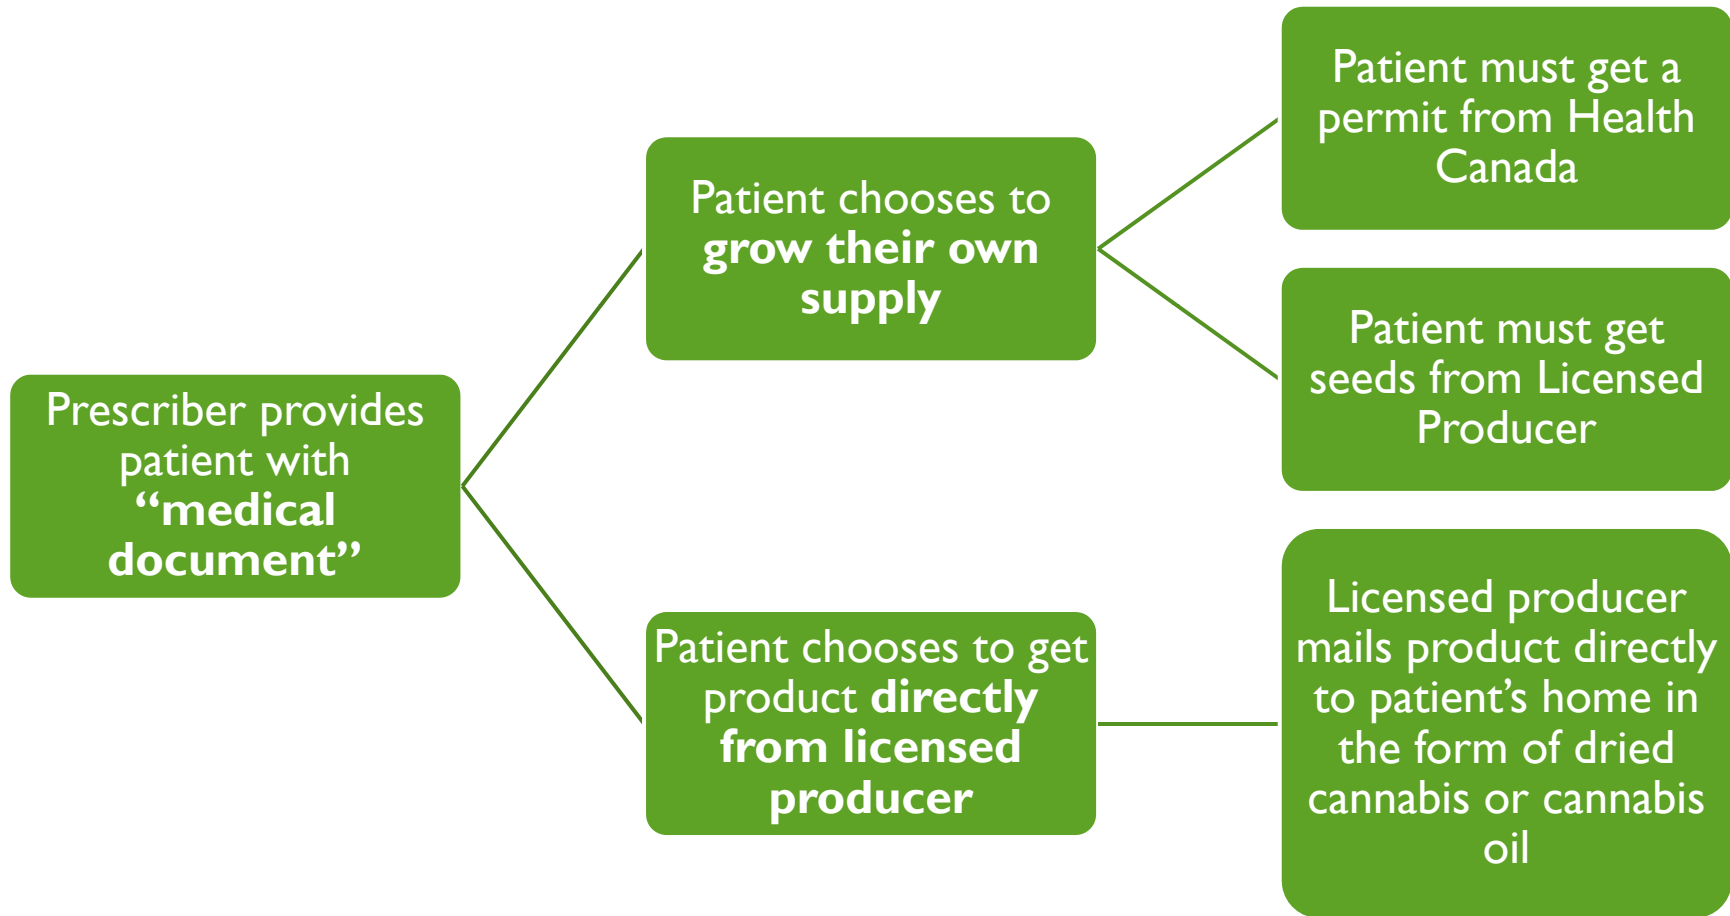 Prescriber provides
patient with
“medical
document”
Patient chooses to
grow their own
supply
Patient must get a
permit from Health
Canada
Patient must get
seeds from Licensed
Producer
Patient chooses to get
product directly
from licensed
producer
Licensed producer
mails product directly
to patient’s home in
the form of dried
cannabis or cannabis
oil